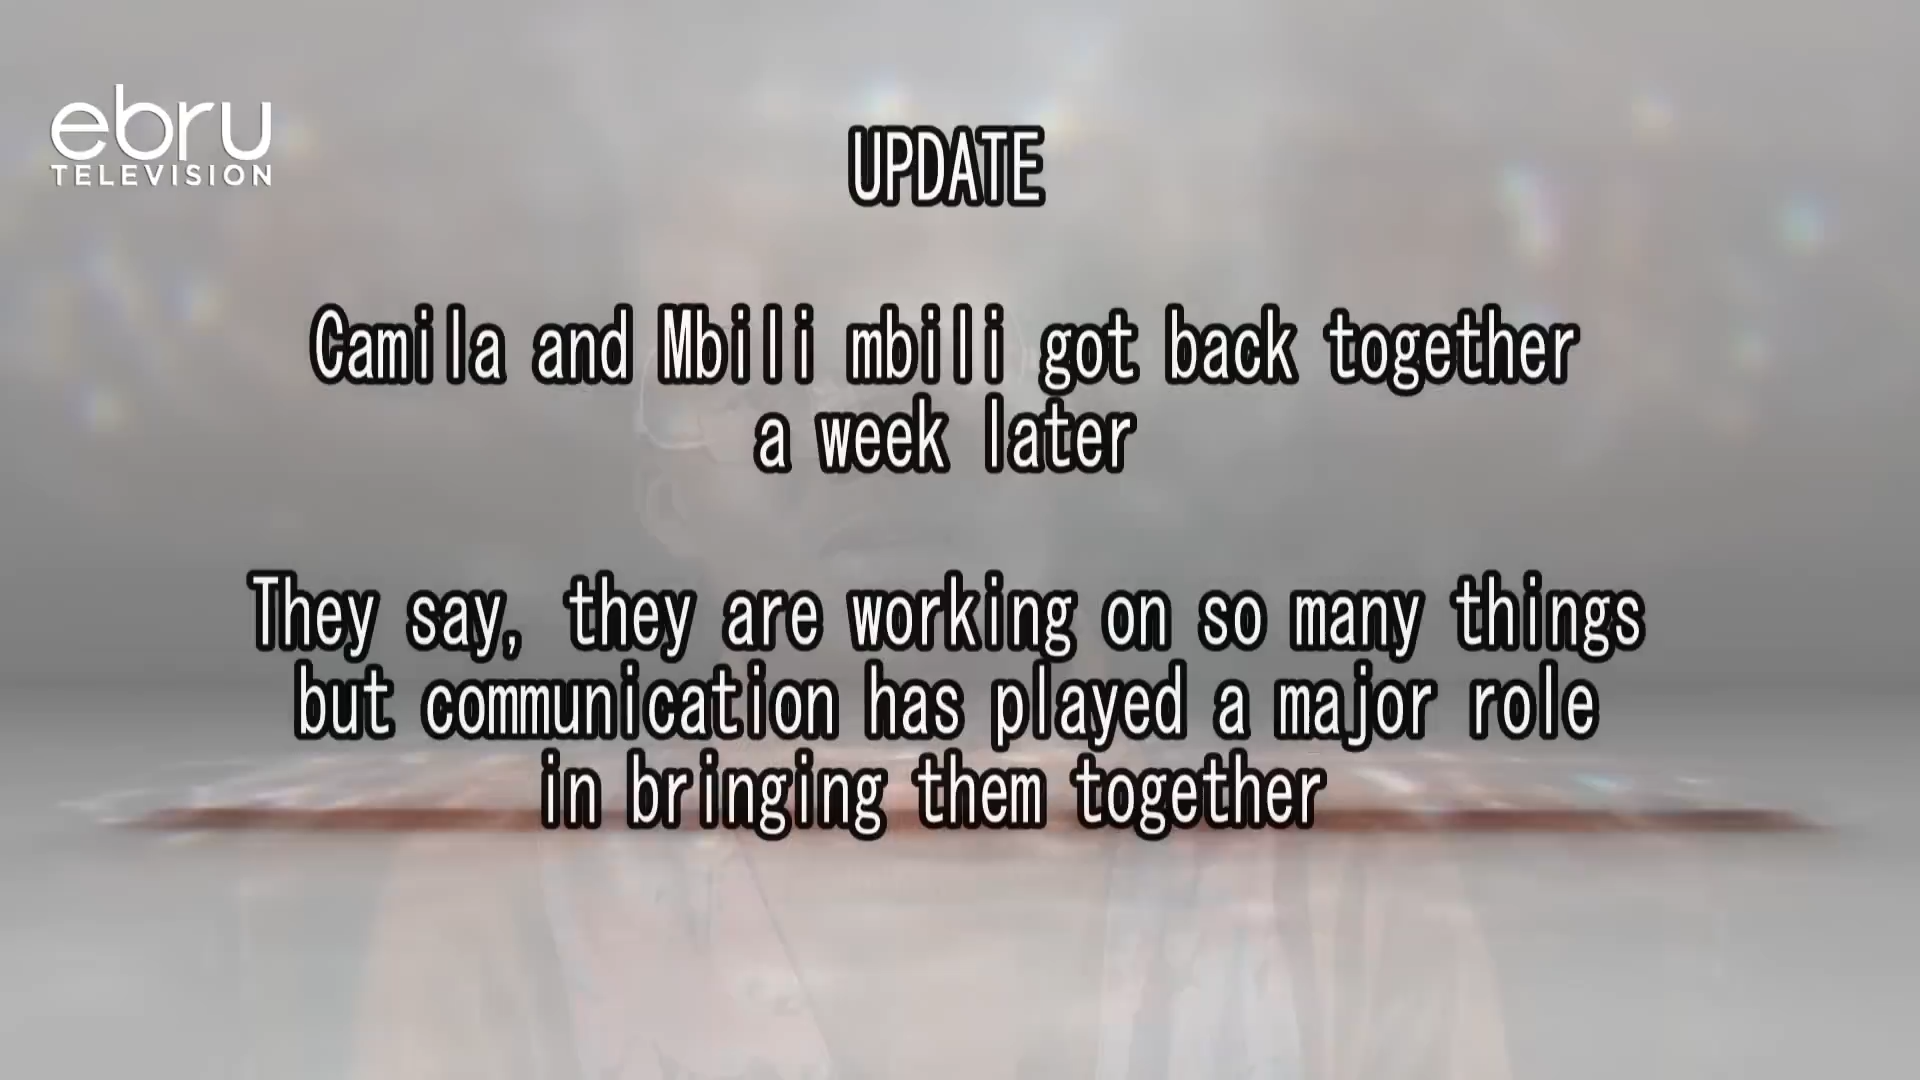 ebru
TELEVISION
UPDATE
Camila and Mbili mbili got back together
a week later
They say, they are working on so many things
but communication has played a major role
in bringing them together